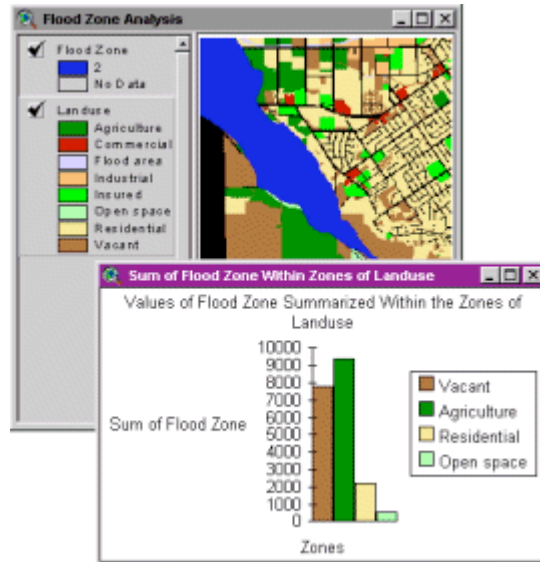 Flood Zone Analysis
Flood Zone
2
No Data
Landuse
Agriculture
Commercial
Flood area
Industrial
Insured
Open space
Residential
Vacant
Sum of Flood Zone Within Zones of Landuse
Values of Flood Zone Summarized Within the Zones of
Landuse
10000
9000
8000
7000
6000
5000
4000
3000
2000
1000
0
Sum of Flood Zone
Zones
Vacant
Agriculture
Residential
Open space